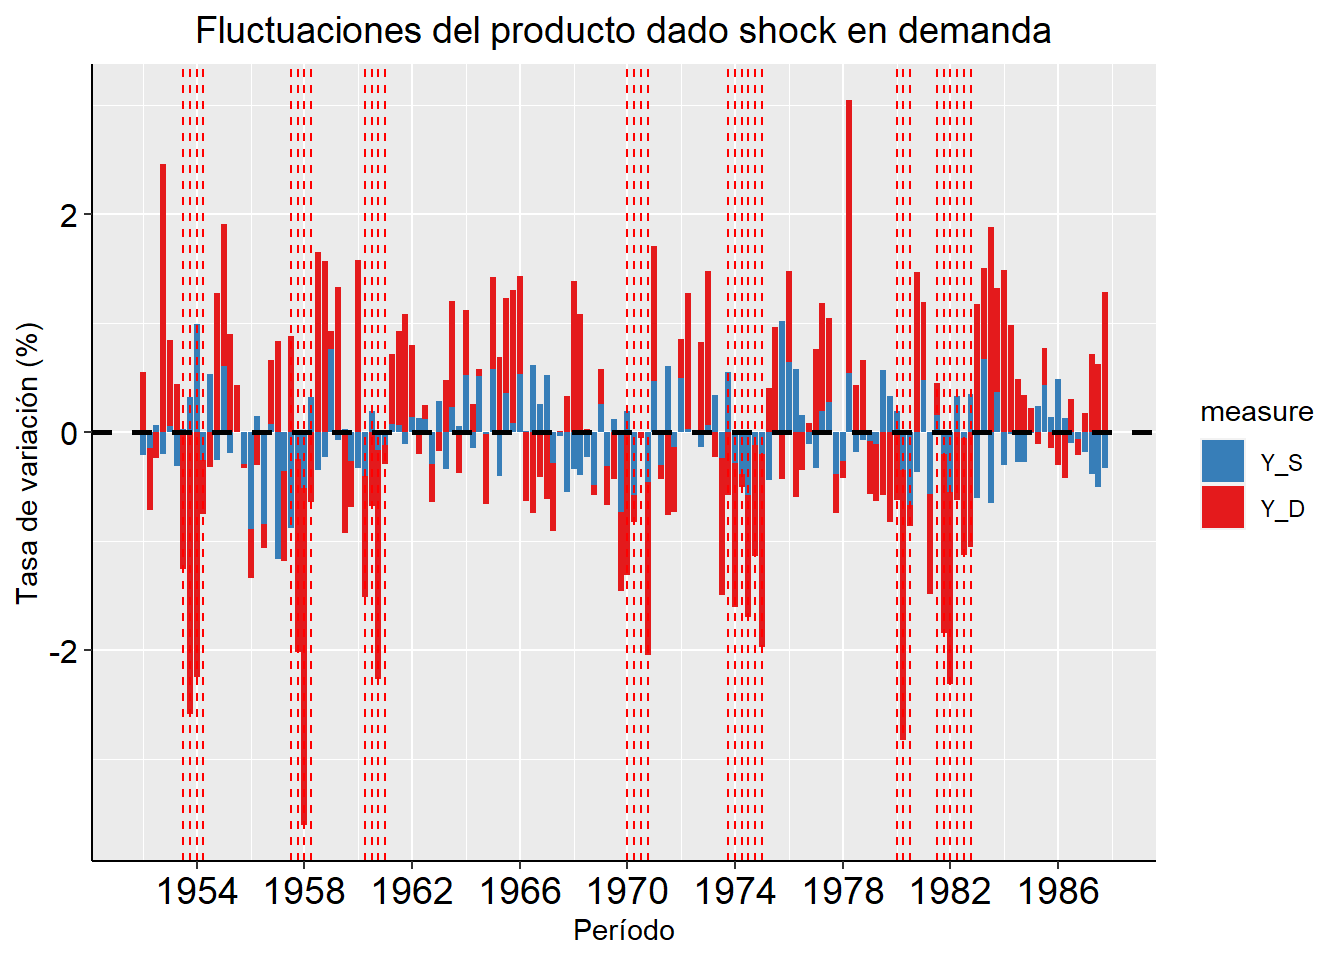 Fluctuaciones del producto dado shock en demanda
Tasa de variación (%)
2
0
-2
1954 1958 1962 1966 1970 1974 1978 1982 1986
Período
measure
Y_S
Y_D